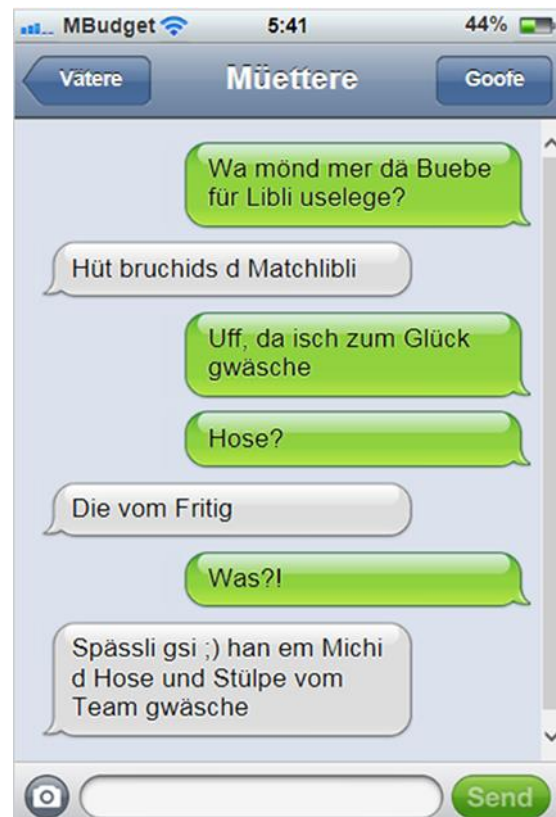 MBudget 5:41 44%
Vätere Müettere Goofe
Wa mönd mer dä Buebe
für Libli uselege?
Hüt bruchids d Matchlibli
Uff, da isch zum Glück
gwäsche
Hose?
Die vom Fritig
Was?!
Spässli gsi ;) han em Michi
d Hose und Stülpe vom
Team gwäsche
Send